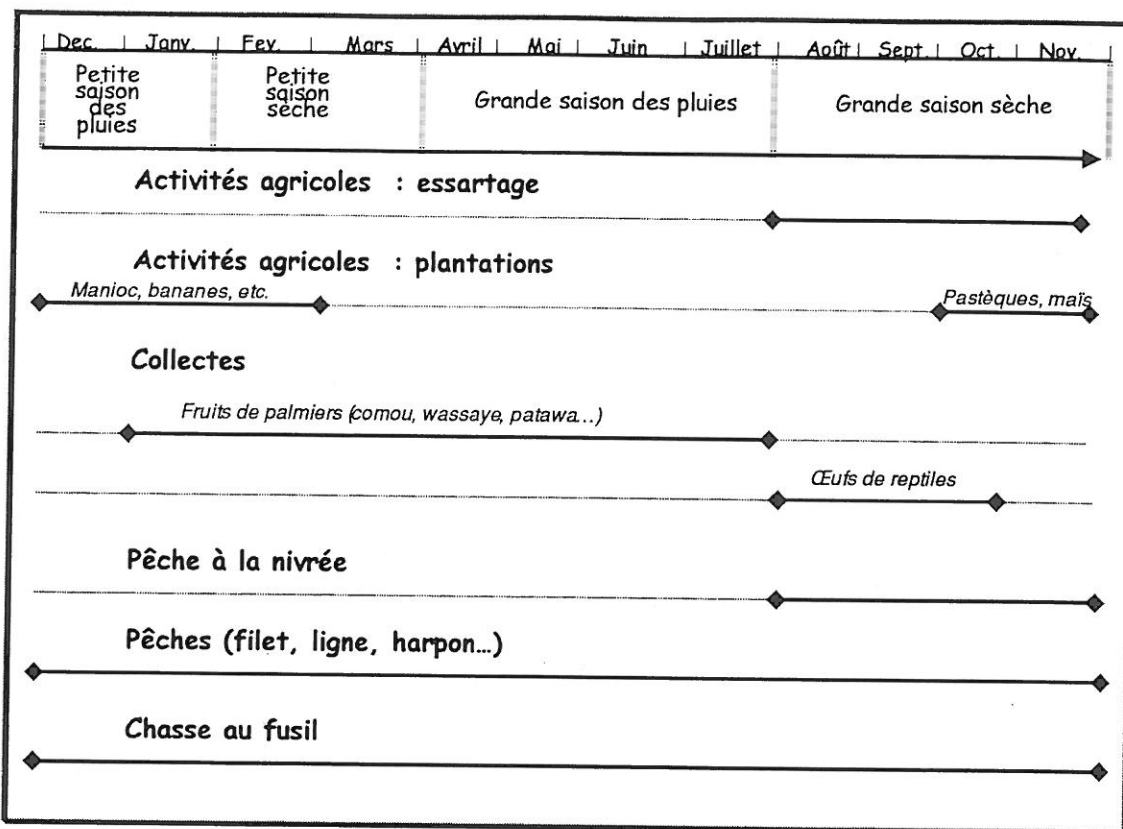 Dec. Janv. Fev. Mars Avril Mai Juin Juillet Août Sept. Oct. Nov.
Petite
saison
des
pluies
Petite
saison
sèche
Grande saison des pluies
Grande saison sèche
Activités agricoles : essartage
Activités agricoles : plantations
Manioc, bananes, etc.
Pastèques, maïs
Collectes
Fruits de palmiers (comou, wassaye, patawa...)
Œufs de reptiles
Pêche à la nivrée
Pêches (filet, ligne, harpon...)
Chasse au fusil